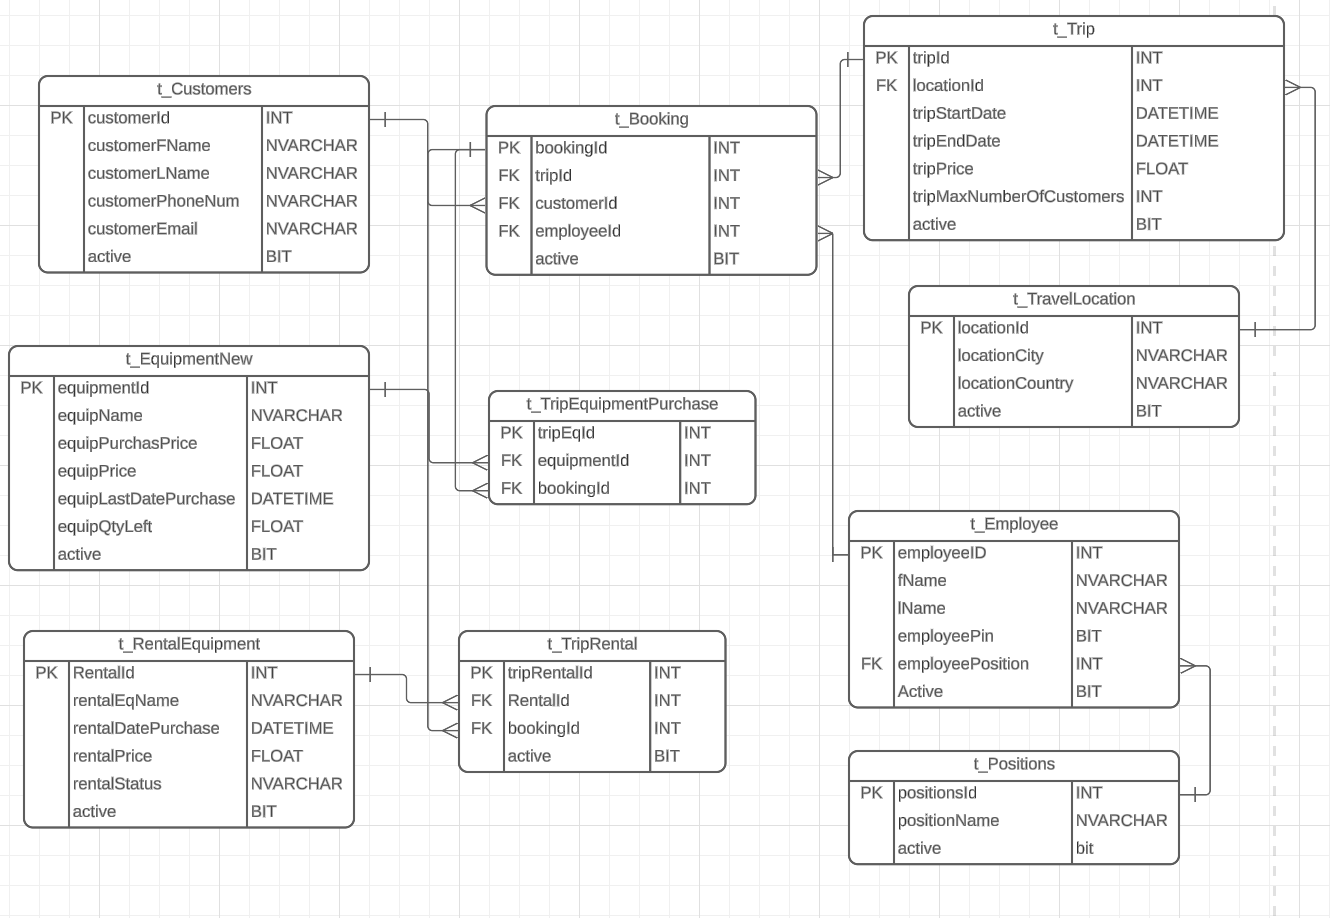 t_Customers
PK customerId INT
customerFName NVARCHAR
customerLName NVARCHAR
customerPhoneNum NVARCHAR
customerEmail NVARCHAR
active BIT
t_Booking
PK bookingId INT
FK tripId INT
FK customerId INT
FK employeeId INT
active BIT
t_Trip
PK tripId INT
FK locationId INT
tripStartDate DATETIME
tripEndDate DATETIME
tripPrice FLOAT
tripMaxNumberOfCustomers INT
active BIT
t_TravelLocation
PK locationId INT
locationCity NVARCHAR
locationCountry NVARCHAR
active BIT
t_EquipmentNew
PK equipmentId INT
equipName NVARCHAR
equipPurchasPrice FLOAT
equipPrice FLOAT
equipLastDatePurchase DATETIME
equipQtyLeft FLOAT
active BIT
t_TripEquipmentPurchase
PK tripEqId INT
FK equipmentId INT
FK bookingId INT
t_Employee
PK employeeID INT
fName NVARCHAR
lName NVARCHAR
employeePin BIT
FK employeePosition INT
Active BIT
t_RentalEquipment
PK RentalId INT
rentalEqName NVARCHAR
rentalDatePurchase DATETIME
rentalPrice FLOAT
rentalStatus NVARCHAR
active BIT
t_TripRental
PK tripRentalId INT
FK RentalId INT
FK bookingId INT
active BIT
t_Positions
PK positionsId INT
positionName NVARCHAR
active bit